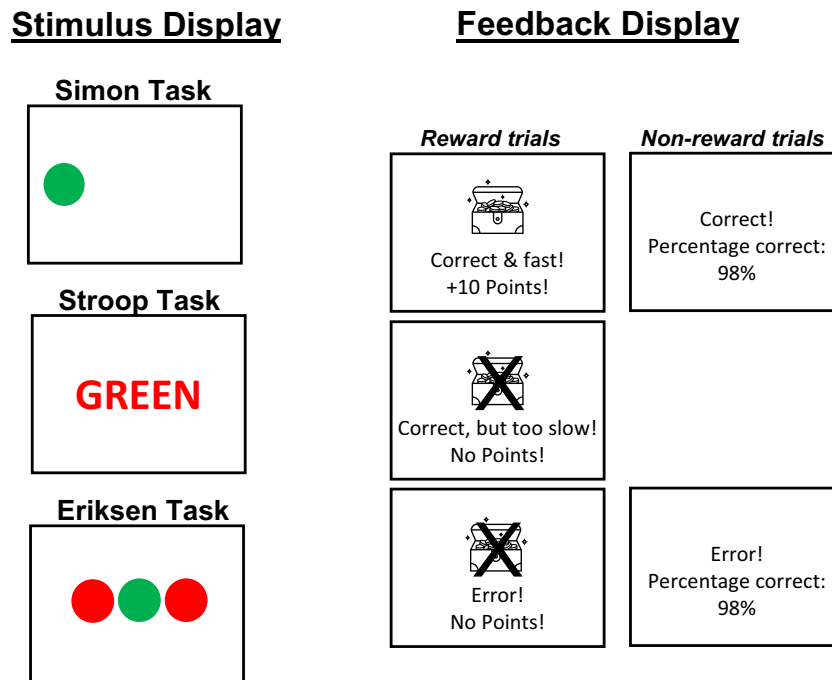 Stimulus Display
Feedback Display
Simon Task
Stroop Task
GREEN
Eriksen Task
Reward trials
Non-reward trials
Correct & fast!
+10 Points!
Correct!
Percentage correct:
98%
Correct, but too slow!
No Points!
Error!
No Points!
Error!
Percentage correct:
98%